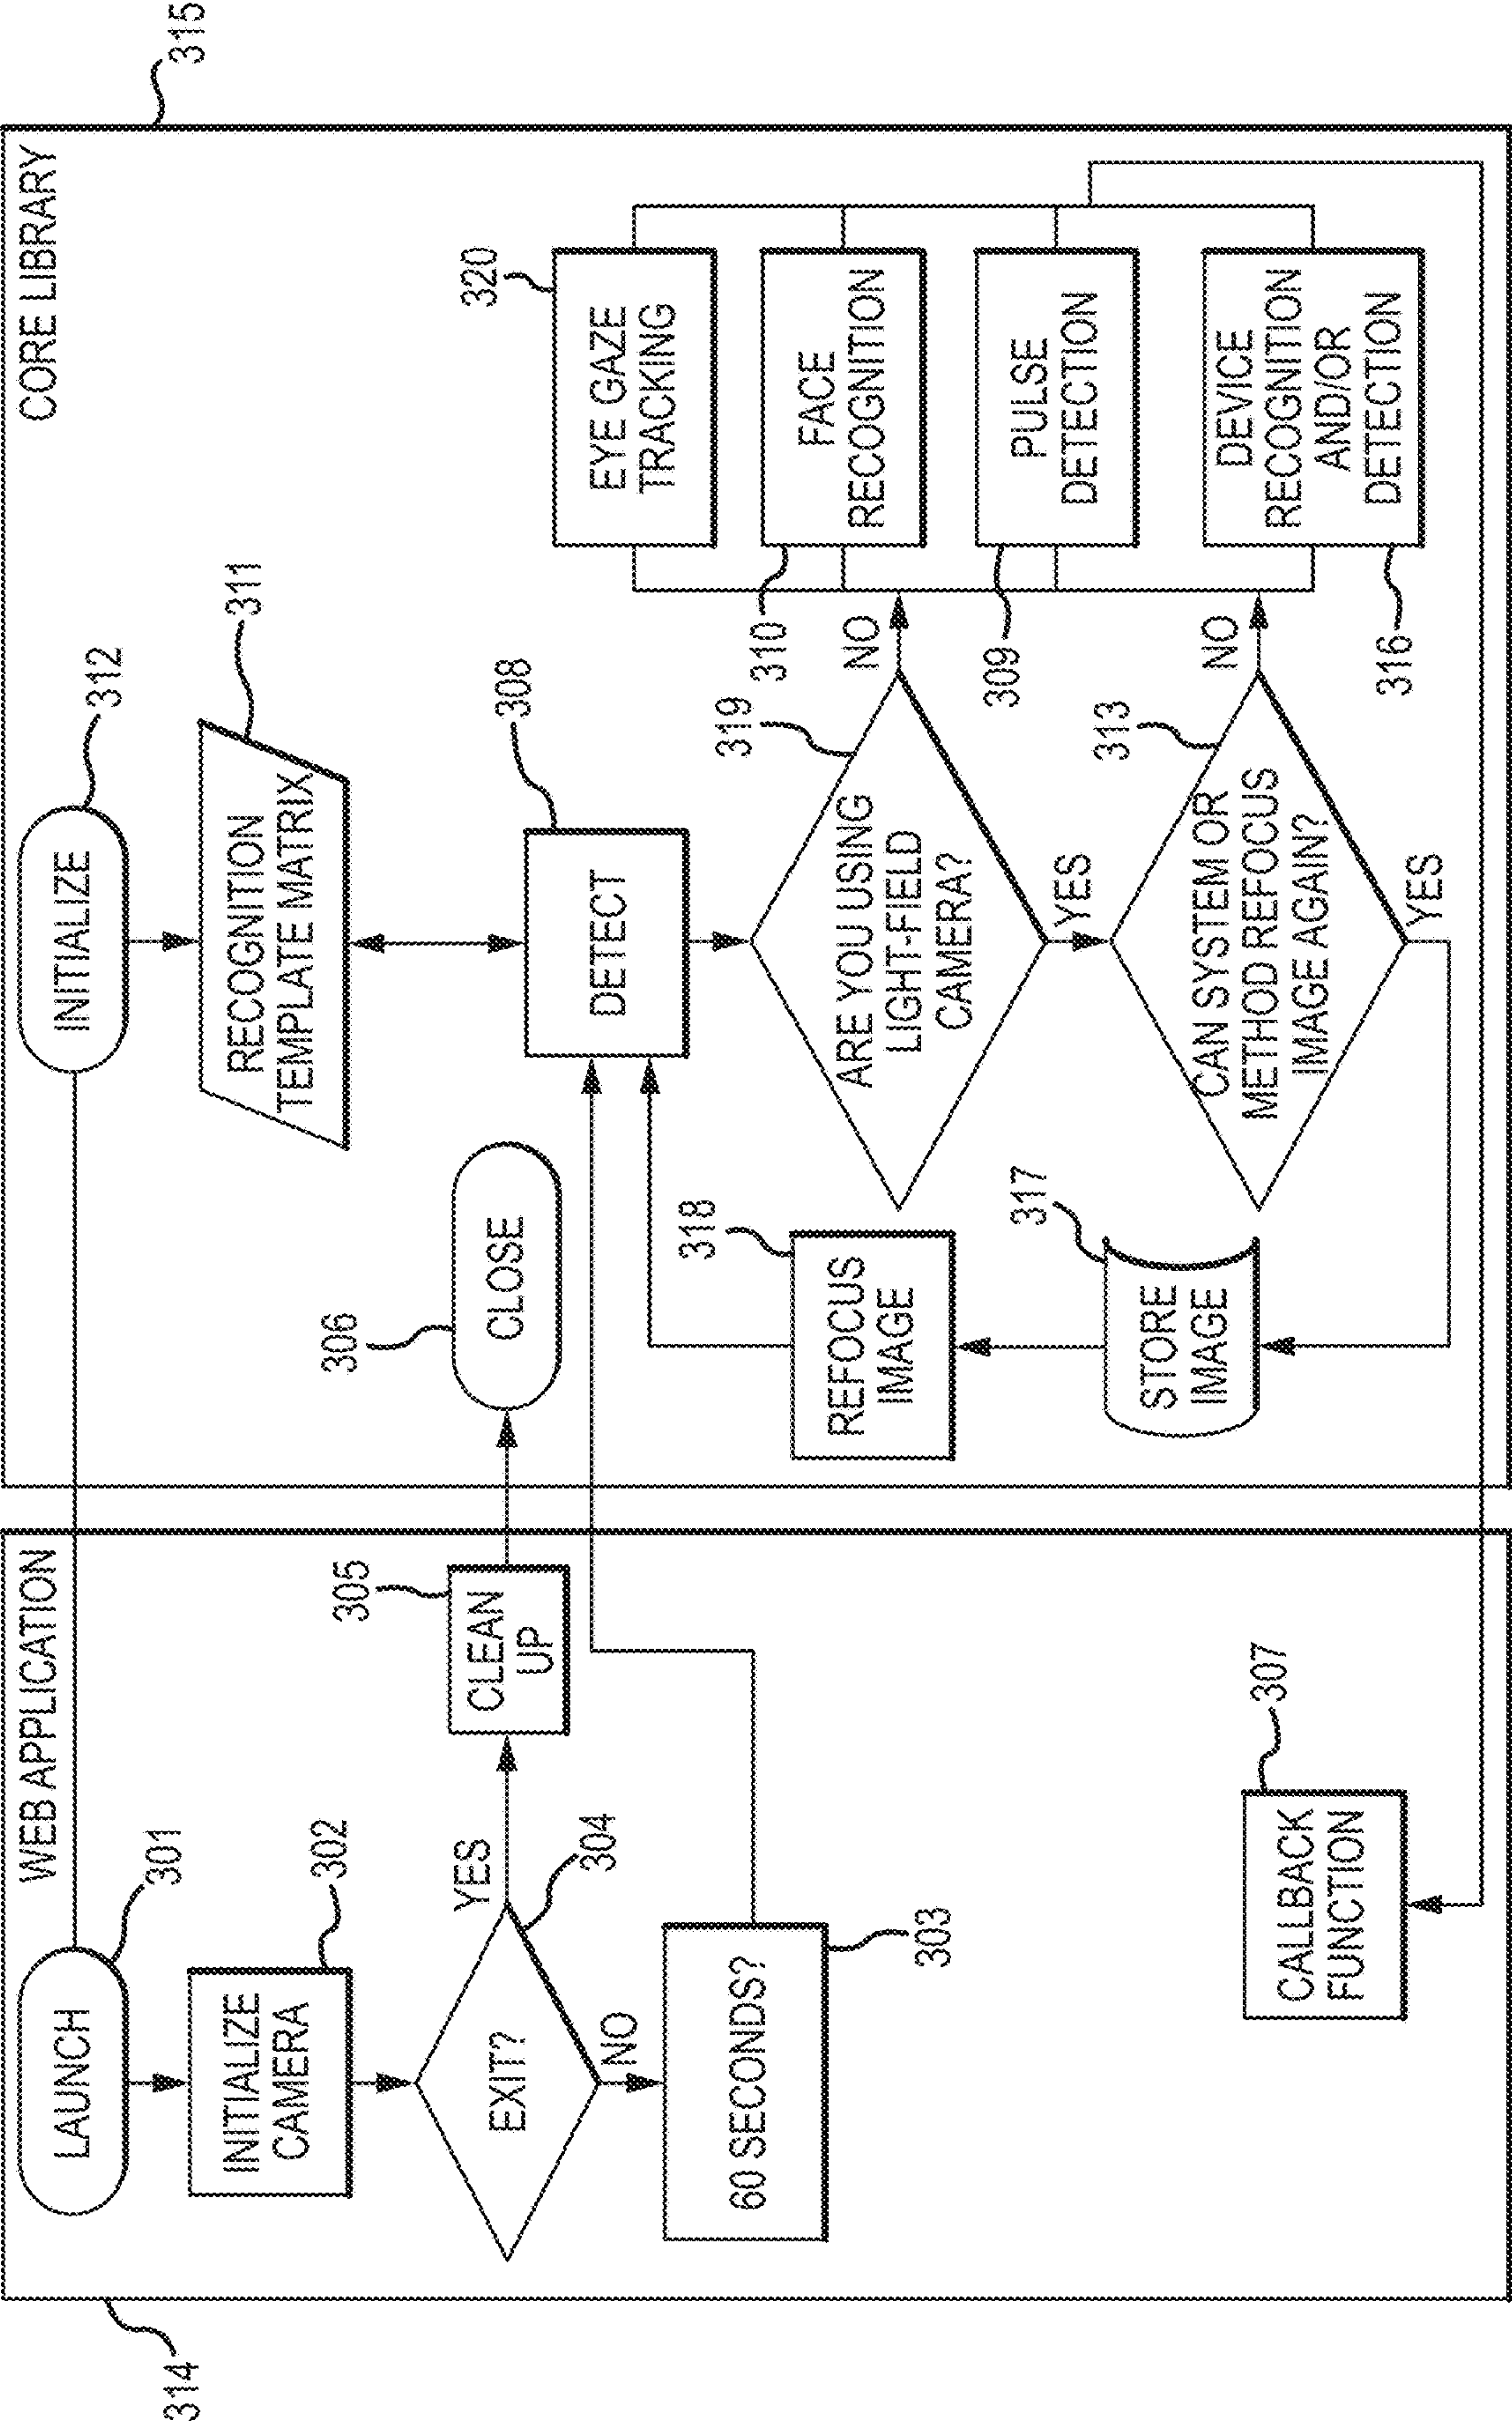 WEB APPLICATION
314
LAUNCH
301
INITIALIZE
CAMERA
302
EXIT?
304
YES
NO
60 SECONDS?
303
CLEAN
UP
305
CALLBACK
FUNCTION
307
CORE LIBRARY
315
INITIALIZE
312
RECOGNITION
TEMPLATE MATRIX
311
CLOSE
306
DETECT
308
ARE YOU USING
LIGHT-FIELD
CAMERA?
319
NO
YES
CAN SYSTEM OR
METHOD REFOCUS
IMAGE AGAIN?
313
NO
YES
STORE
IMAGE
317
REFOCUS
IMAGE
318
EYE GAZE
TRACKING
320
FACE
RECOGNITION
310
PULSE
DETECTION
309
DEVICE
RECOGNITION
AND/OR
DETECTION
316